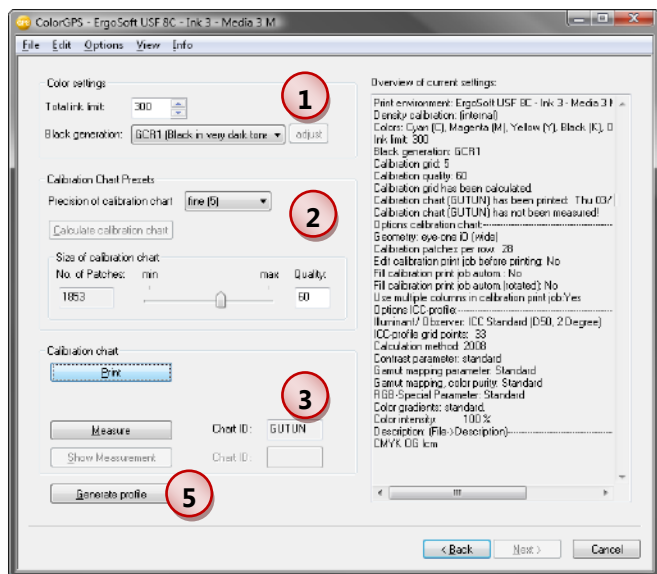 ColorGPS - ErgoSoft USF 8C - Ink 3 - Media 3 M
File Edit Options View Info
Color settings
1
Total ink limit: 300
Black generation: GCR1 (Black in very dark tone adjust
Calibration Chart Presets
Precision of calibration chart fine (5)
2
Calculate calibration chart
Size of calibration chart
No. of Patches: min max Quality:
1853 60
Calibration chart
Print
3
Measure Chart ID: GUTUN
Show Measurement Chart ID:
Generate profile
5
Overview of current settings:
Print environment: ErgoSoft USF 8C - Ink 3 - Media 3 M
Density calibration: (internal)
Colors: Cyan (C), Magenta (M), Yellow (Y), Black (K), O
Ink limit: 300
Black generation: GCR1
Calibration grid: 5
Calibration quality: 60
Calibration grid has been calculated.
Calibration chart (GUTUN) has been printed: Thu 03/
Calibration chart (GUTUN) has not been measured!
Options calibration chart:
Geometry: eye-one iO (wide)
Calibration patches per row: 28
Edit calibration print job before printing: No
Fill calibration print job autom.: No
Fill calibration print job autom.(rotated): No
Use multiple columns in calibration print job:Yes
Options ICC-profile:
Illuminant/ Observer: ICC Standard (D50, 2 Degree)
ICC-profile grid points: 33
Calculation method: 2008
Contrast parameter: standard
Gamut mapping parameter: Standard
Gamut mapping, color purity: Standard
RGB-Special Parameter: Standard
Color gradients: standard
Color intensity: 100 %
Description: (File->Description)
CMYK OG lcm
< Back Next > Cancel